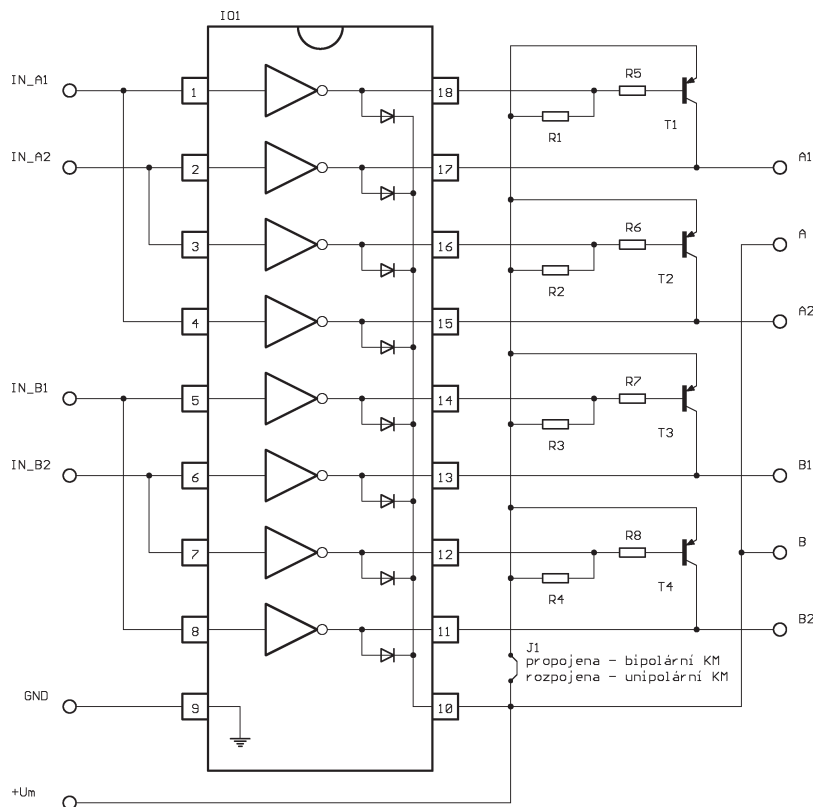 IO1
IN_A1
1
18
R5
R1
T1
IN_A2
2
17
A1
3
16
R6
A
R2
T2
4
15
A2
IN_B1
5
14
R7
R3
T3
IN_B2
6
13
B1
7
12
R8
B
R4
T4
8
11
B2
J1
propojena - bipolární KM
rozpojena - unipolární KM
GND
9
10
+Um